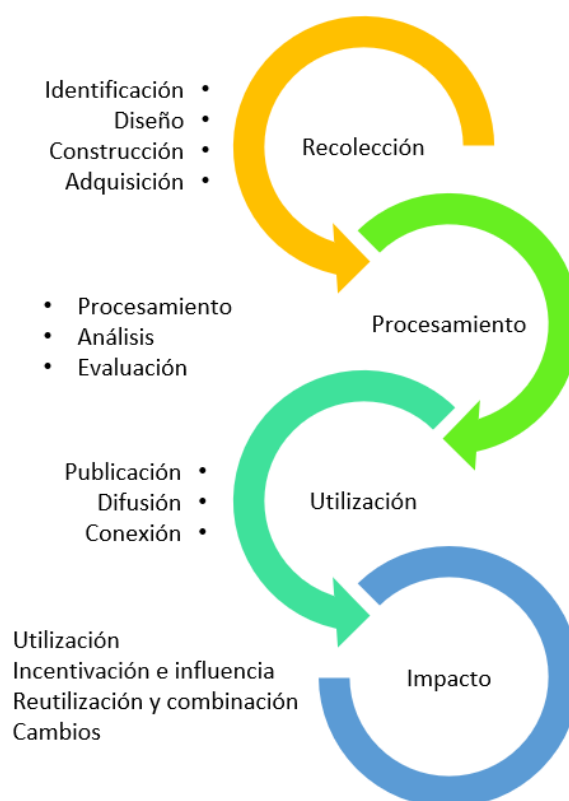 Identificación •
Diseño •
Construcción •
Adquisición •
Recolección
• Procesamiento
• Análisis
• Evaluación
Procesamiento
Publicación •
Difusión •
Conexión •
Utilización
Utilización
Incentivación e influencia
Reutilización y combinación
Cambios
Impacto